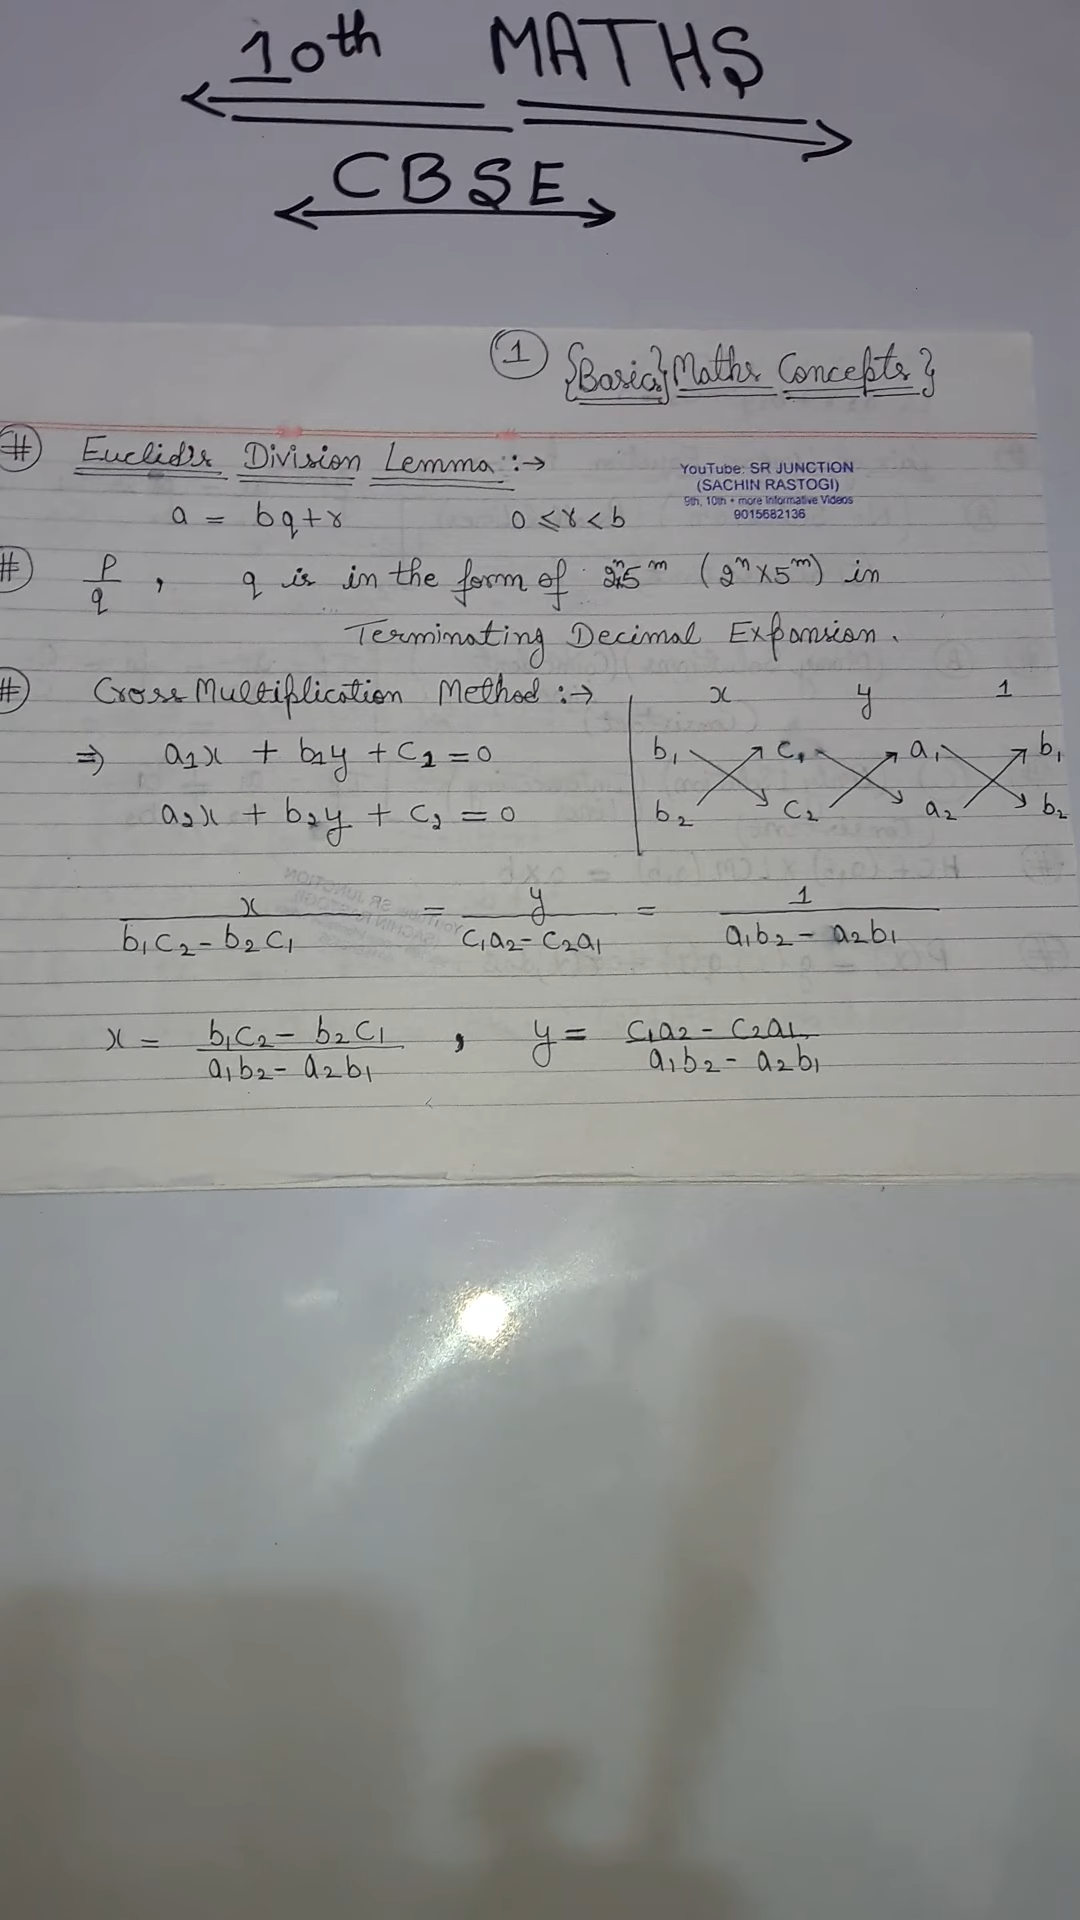 10th MATHS
CBSE
1 {Basics} Maths Concepts}
# Euclid's Division Lemma :→
YouTube: SR JUNCTION
(SACHIN RASTOGI)
9th, 10th + more Informative Videos
9015682136
a = bq+r 0 ≤ r < b
# p/q , q is in the form of 2ⁿ×5ᵐ (2ⁿ×5ᵐ) in
Terminating Decimal Expansion.
# Cross Multiplication Method :→
x y 1
⇒ a₁x + b₁y + c₁ = 0
a₂x + b₂y + c₂ = 0
b₁ c₁ a₁ b₁
b₂ c₂ a₂ b₂
x/(b₁c₂ - b₂c₁) = y/(c₁a₂ - c₂a₁) = 1/(a₁b₂ - a₂b₁)
x = (b₁c₂ - b₂c₁)/(a₁b₂ - a₂b₁) , y = (c₁a₂ - c₂a₁)/(a₁b₂ - a₂b₁)